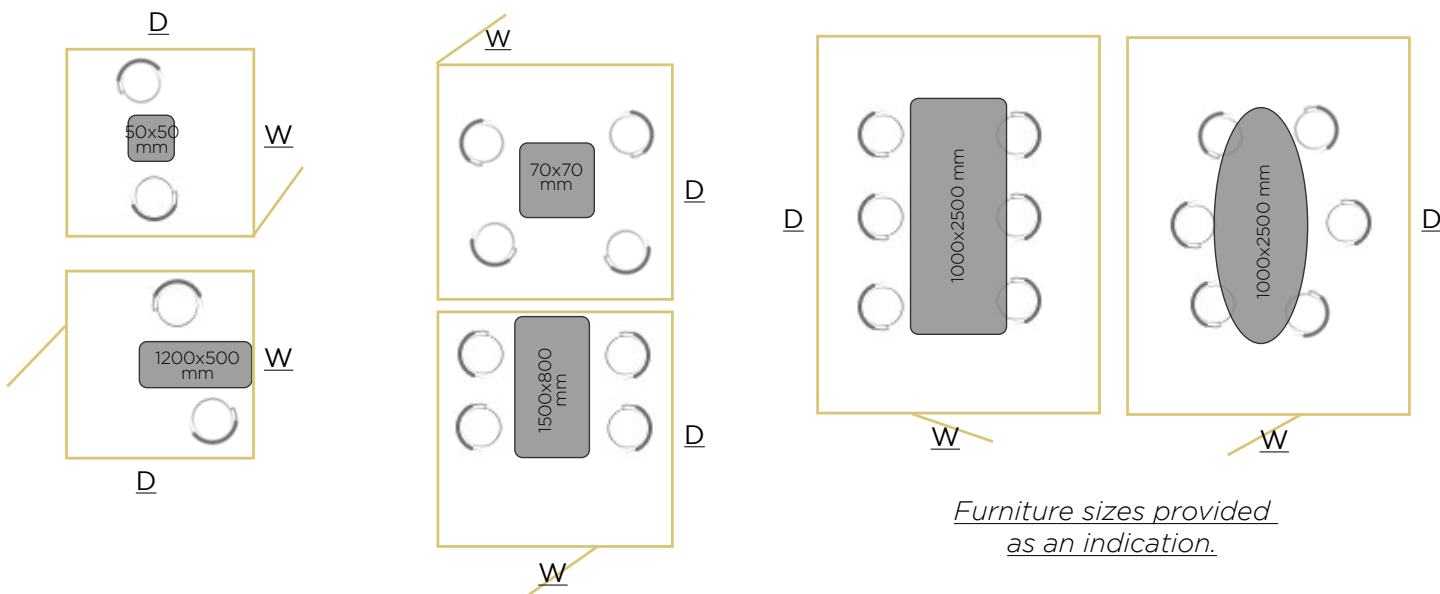 D
50x50
mm
W
1200x500
mm
W
D
W
70x70
mm
D
1500x800
mm
D
W
D
1000x2500 mm
W
1000x2500 mm
D
W
Furniture sizes provided
as an indication.